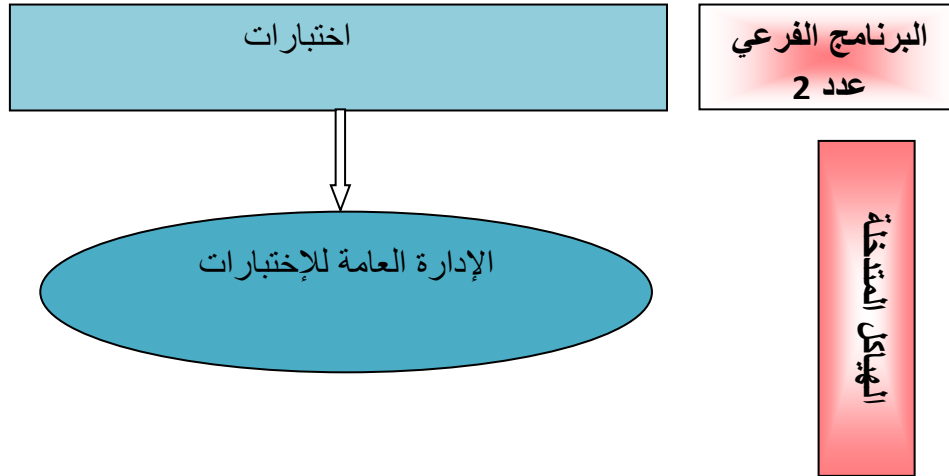 البرنامج الفرعي
عدد 2
اختبارات
الإدارة العامة للإختبارات
الهياكل المتدخلة